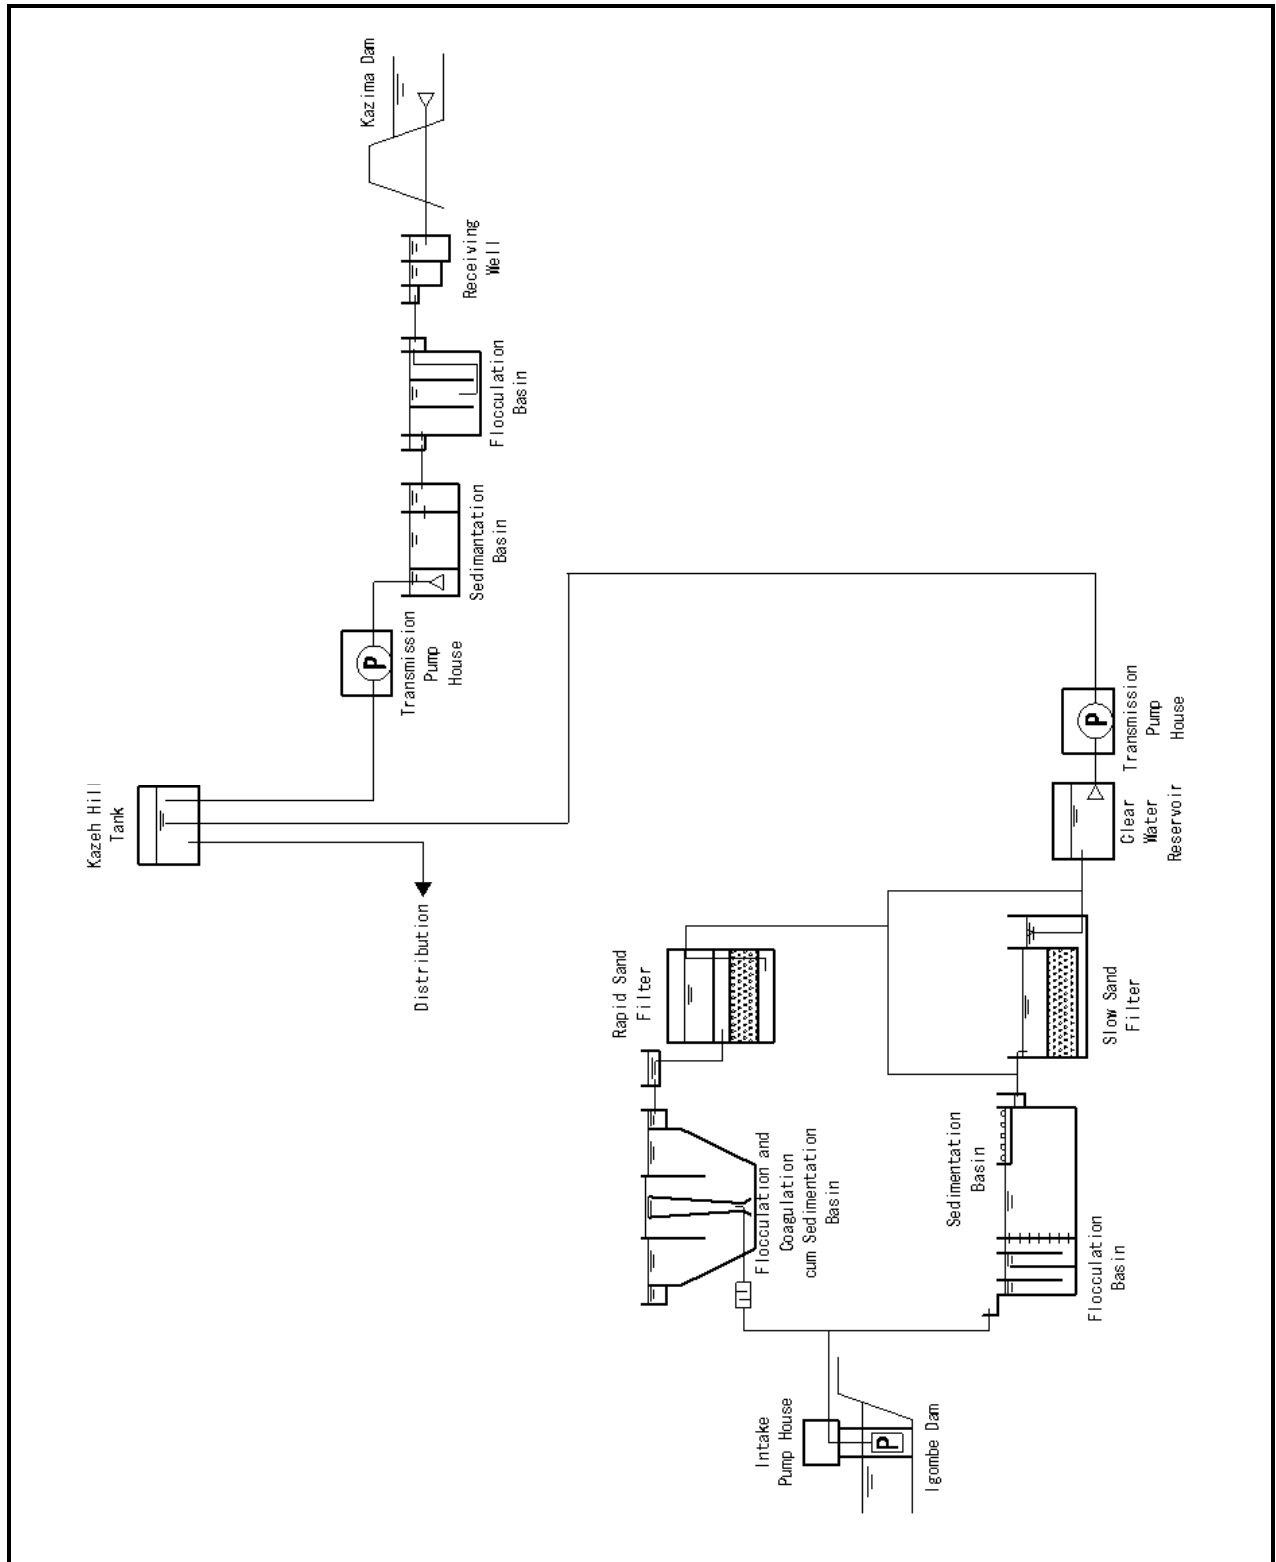 Kazima Dam
Receiving
Well
Flocculation
Basin
Sedimantation
Basin
P
Transmission
Pump
House
Kazeh Hill
Tank
Distribution
P
Transmission
Pump
House
Clear
Water
Reservoir
Rapid Sand
Filter
Slow Sand
Filter
Flocculation and
Coagulation
cum Sedimentation
Basin
Sedimentation
Basin
Flocculation
Basin
Intake
Pump House
P
Igombe Dam